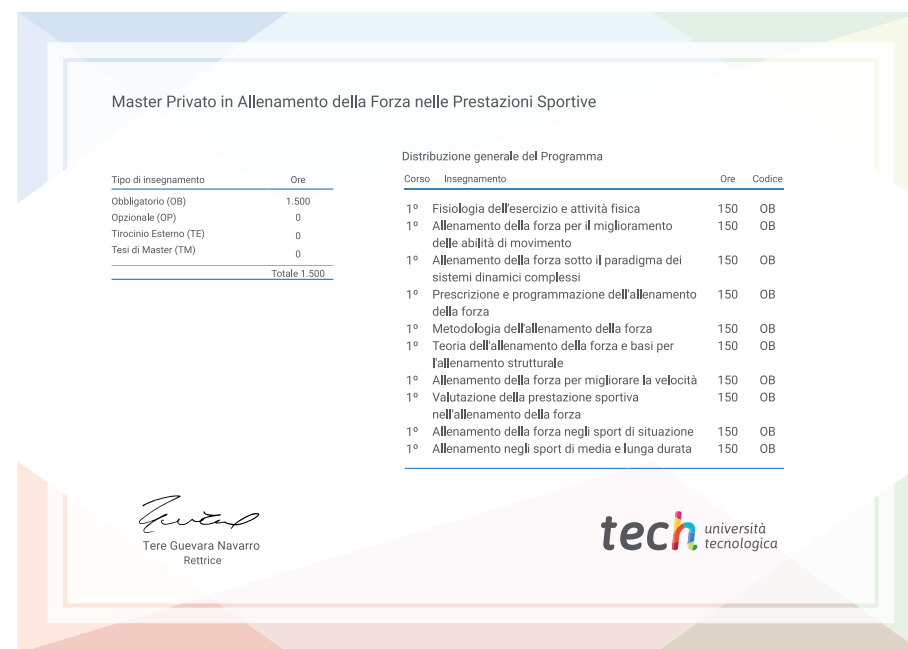 Master Privato in Allenamento della Forza nelle Prestazioni Sportive
Distribuzione generale del Programma
Tipo di insegnamento Ore
Obbligatorio (OB) 1.500
Opzionale (OP) 0
Tirocinio Esterno (TE) 0
Tesi di Master (TM) 0
Totale 1.500
Corso Insegnamento Ore Codice
1º Fisiologia dell'esercizio e attività fisica 150 OB
1º Allenamento della forza per il miglioramento 150 OB
delle abilità di movimento
1º Allenamento della forza sotto il paradigma dei 150 OB
sistemi dinamici complessi
1º Prescrizione e programmazione dell'allenamento 150 OB
della forza
1º Metodologia dell'allenamento della forza 150 OB
1º Teoria dell'allenamento della forza e basi per 150 OB
l'allenamento strutturale
1º Allenamento della forza per migliorare la velocità 150 OB
1º Valutazione della prestazione sportiva 150 OB
nell'allenamento della forza
1º Allenamento della forza negli sport di situazione 150 OB
1º Allenamento negli sport di media e lunga durata 150 OB
Tere Guevara Navarro
Rettrice
tech università
tecnologica